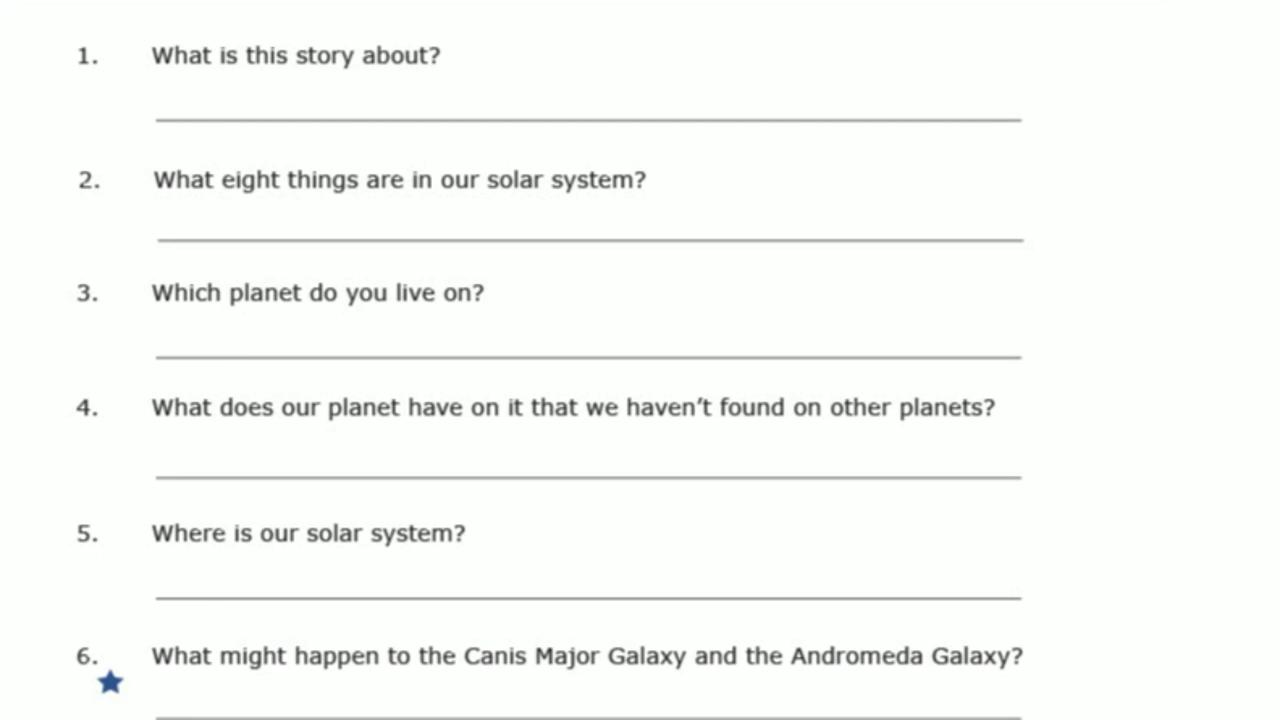 1. What is this story about?
2. What eight things are in our solar system?
3. Which planet do you live on?
4. What does our planet have on it that we haven’t found on other planets?
5. Where is our solar system?
6. What might happen to the Canis Major Galaxy and the Andromeda Galaxy?